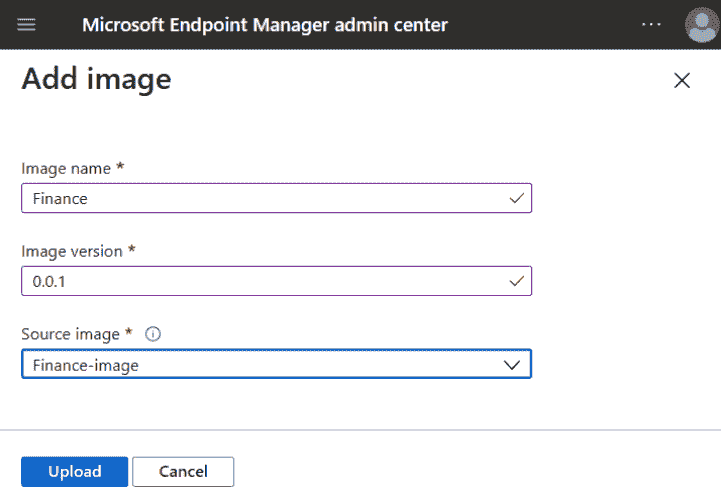 Microsoft Endpoint Manager admin center
Add image
Image name *
Finance
Image version *
0.0.1
Source image *
Finance-image
Upload Cancel